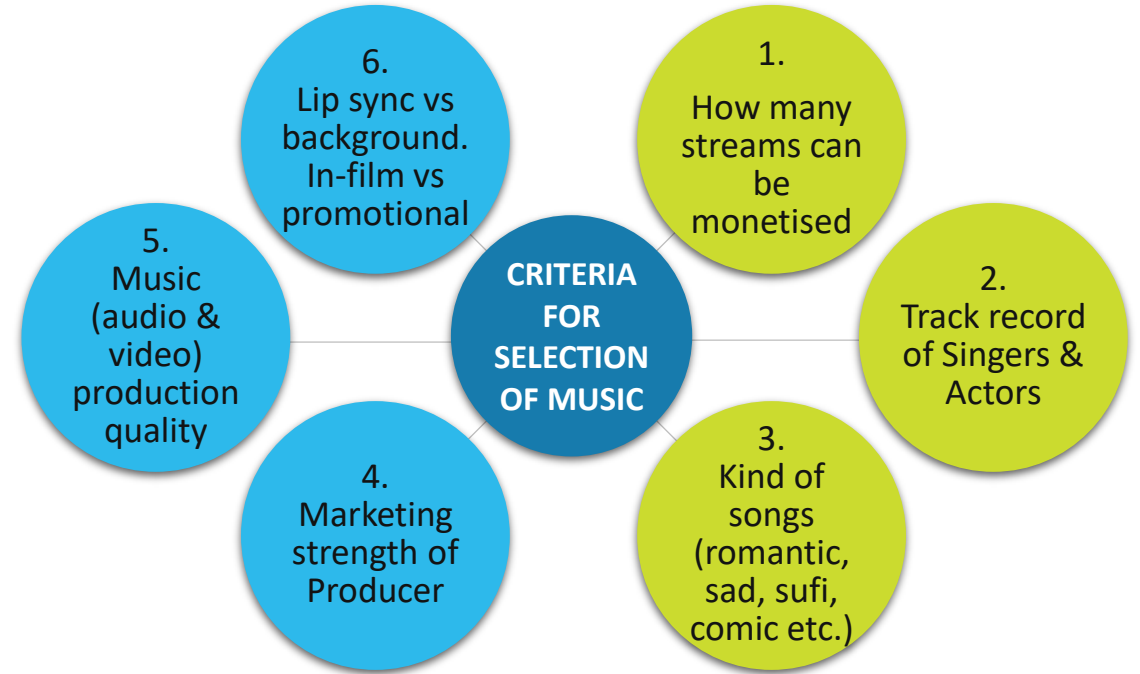 CRITERIA
FOR
SELECTION
OF MUSIC
1.
How many
streams can
be
monetised
2.
Track record
of Singers &
Actors
3.
Kind of
songs
(romantic,
sad, sufi,
comic etc.)
4.
Marketing
strength of
Producer
5.
Music
(audio &
video)
production
quality
6.
Lip sync vs
background.
In-film vs
promotional